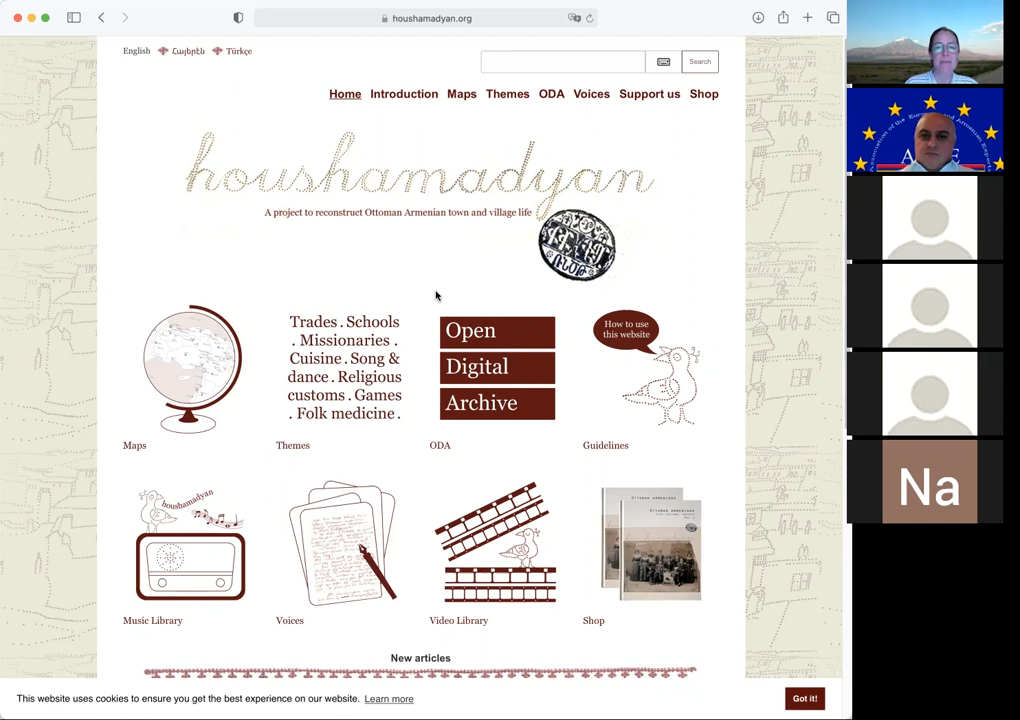 houshamadyan.org
English Հայերէն Türkçe
Search
Home Introduction Maps Themes ODA Voices Support us Shop
houshamadyan
A project to reconstruct Ottoman Armenian town and village life
Trades . Schools
. Missionaries .
Cuisine . Song &
dance . Religious
customs . Games
. Folk medicine .
Open
Digital
Archive
How to use
this website
Maps
Themes
ODA
Guidelines
houshamadyan
Music Library
Voices
Video Library
Shop
New articles
This website uses cookies to ensure you get the best experience on our website. Learn more
Got it!
Na